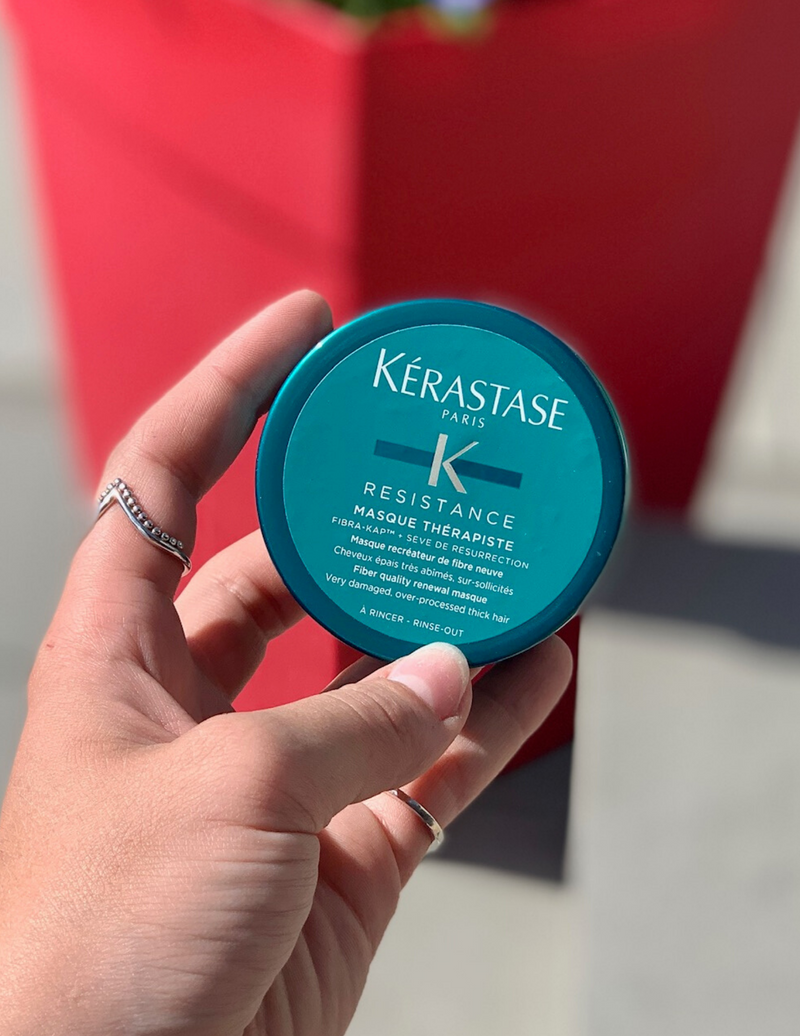 KÉRASTASE
PARIS
K
RESISTANCE
MASQUE THÉRAPISTE
FIBRA-KAP™ + SÈVE DE RESURRECTION
Masque recréateur de fibre neuve
Cheveux épais très abîmés, sur-sollicités
Fiber quality renewal masque
Very damaged, over-processed thick hair
À RINCER - RINSE-OUT